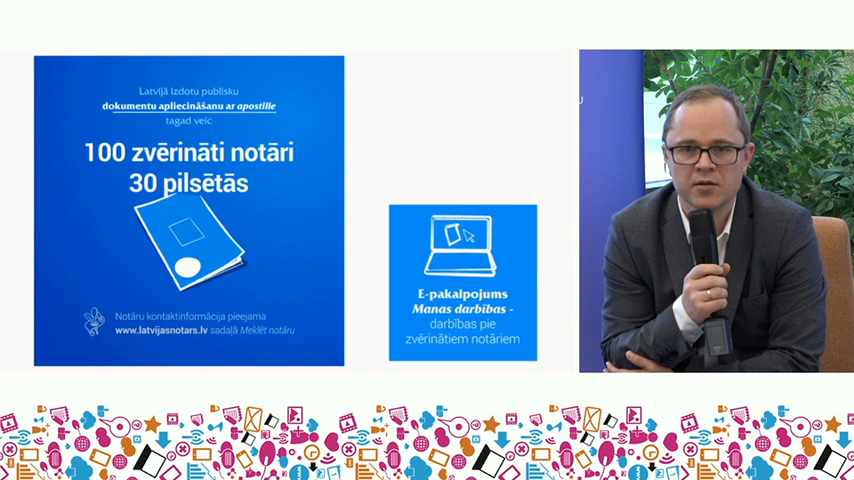 Latvijā Izdotu publisku
dokumentu apliecināšanu ar apostille
tagad veic
100 zvērināti notāri
30 pilsētās
Notāru kontaktinformācija pieejama
www.latvijasnotars.lv sadaļā Meklēt notāru
E-pakalpojums
Manas darbības -
darbības pie
zvērinātiem notāriem
U